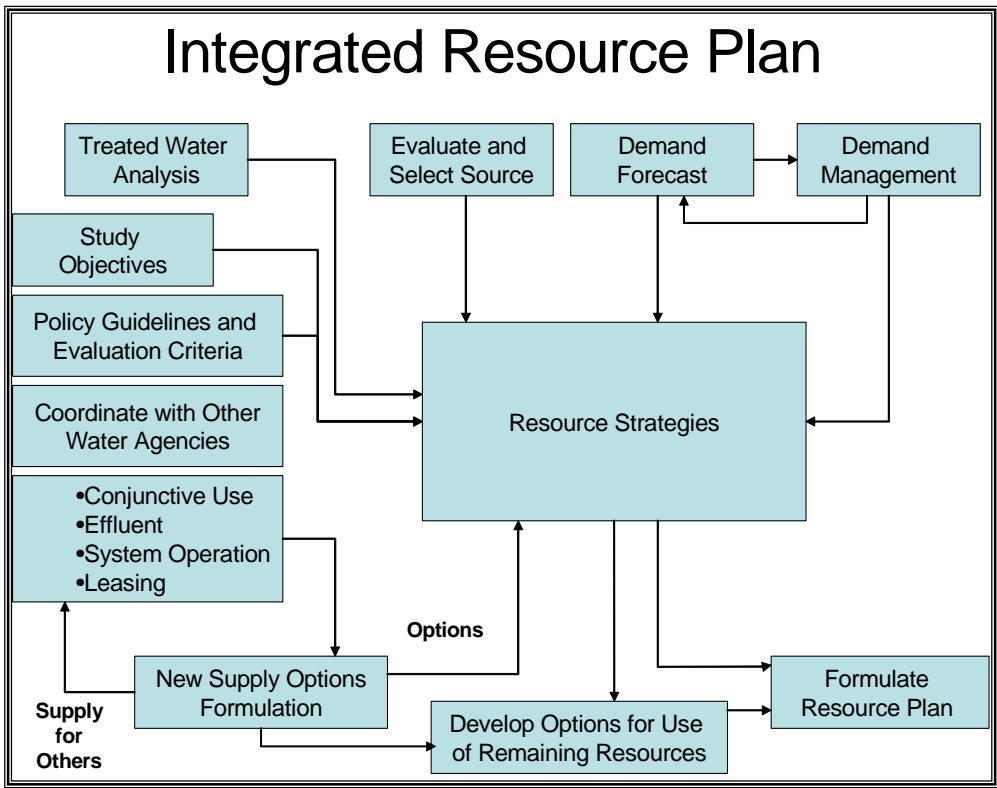 Integrated Resource Plan
Treated Water
Analysis
Evaluate and
Select Source
Demand
Forecast
Demand
Management
Study
Objectives
Policy Guidelines and
Evaluation Criteria
Coordinate with Other
Water Agencies
Resource Strategies
•Conjunctive Use
•Effluent
•System Operation
•Leasing
Options
New Supply Options
Formulation
Supply
for
Others
Develop Options for Use
of Remaining Resources
Formulate
Resource Plan